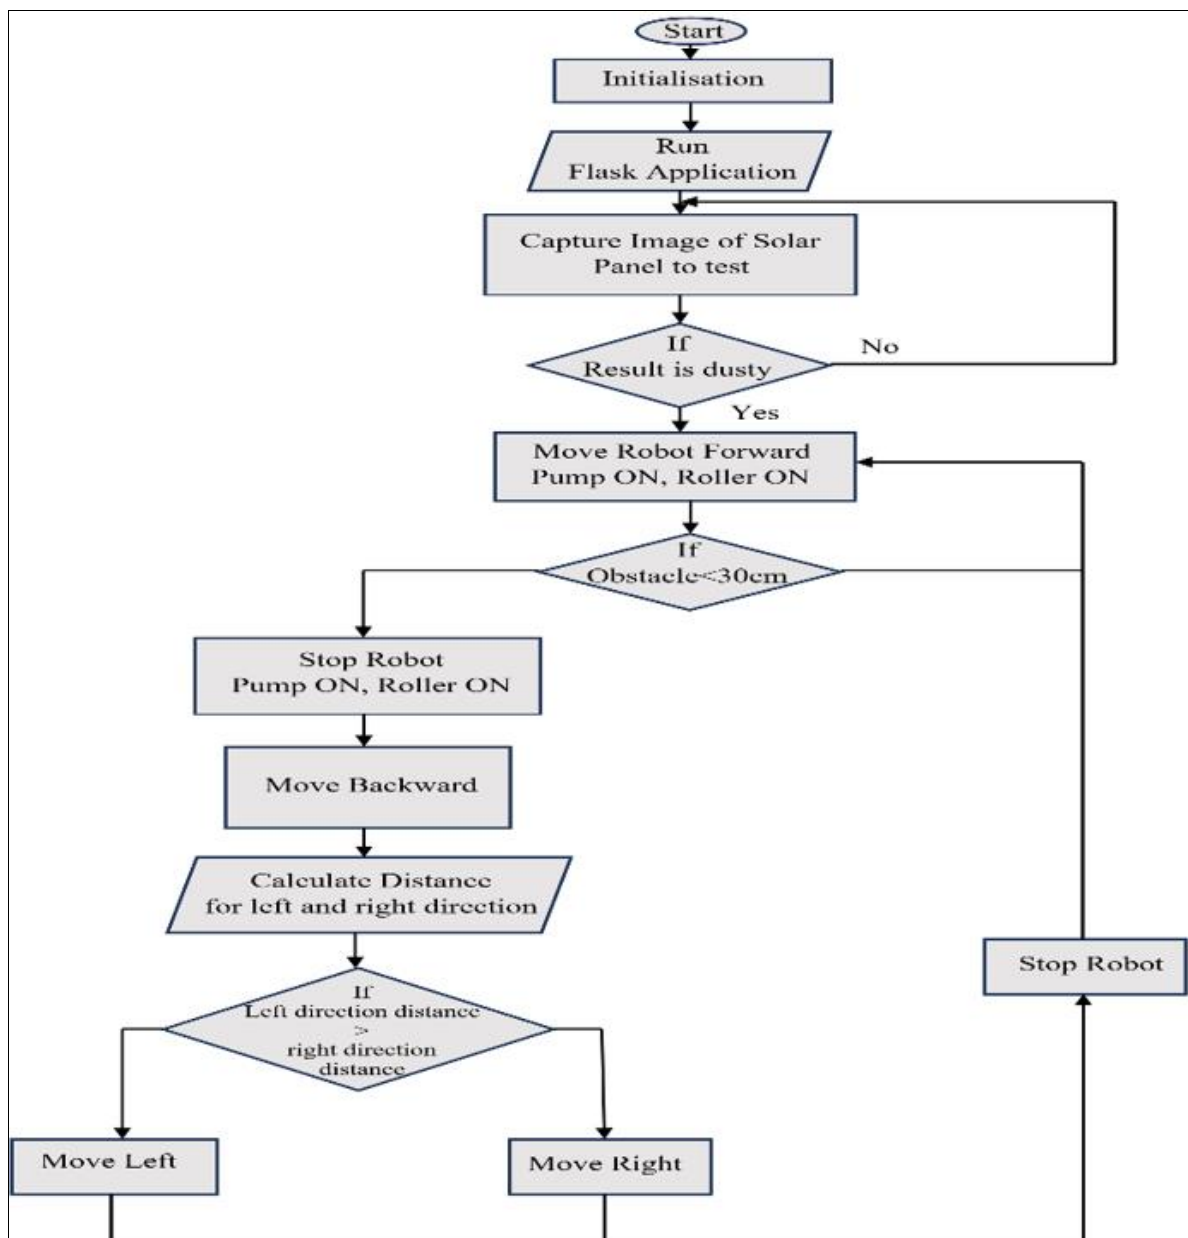 Start
Initialisation
Run
Flask Application
Capture Image of Solar
Panel to test
If
Result is dusty
No
Yes
Move Robot Forward
Pump ON, Roller ON
If
Obstacle<30cm
Stop Robot
Pump ON, Roller ON
Move Backward
Calculate Distance
for left and right direction
If
Left direction distance
>
right direction
distance
Stop Robot
Move Left
Move Right